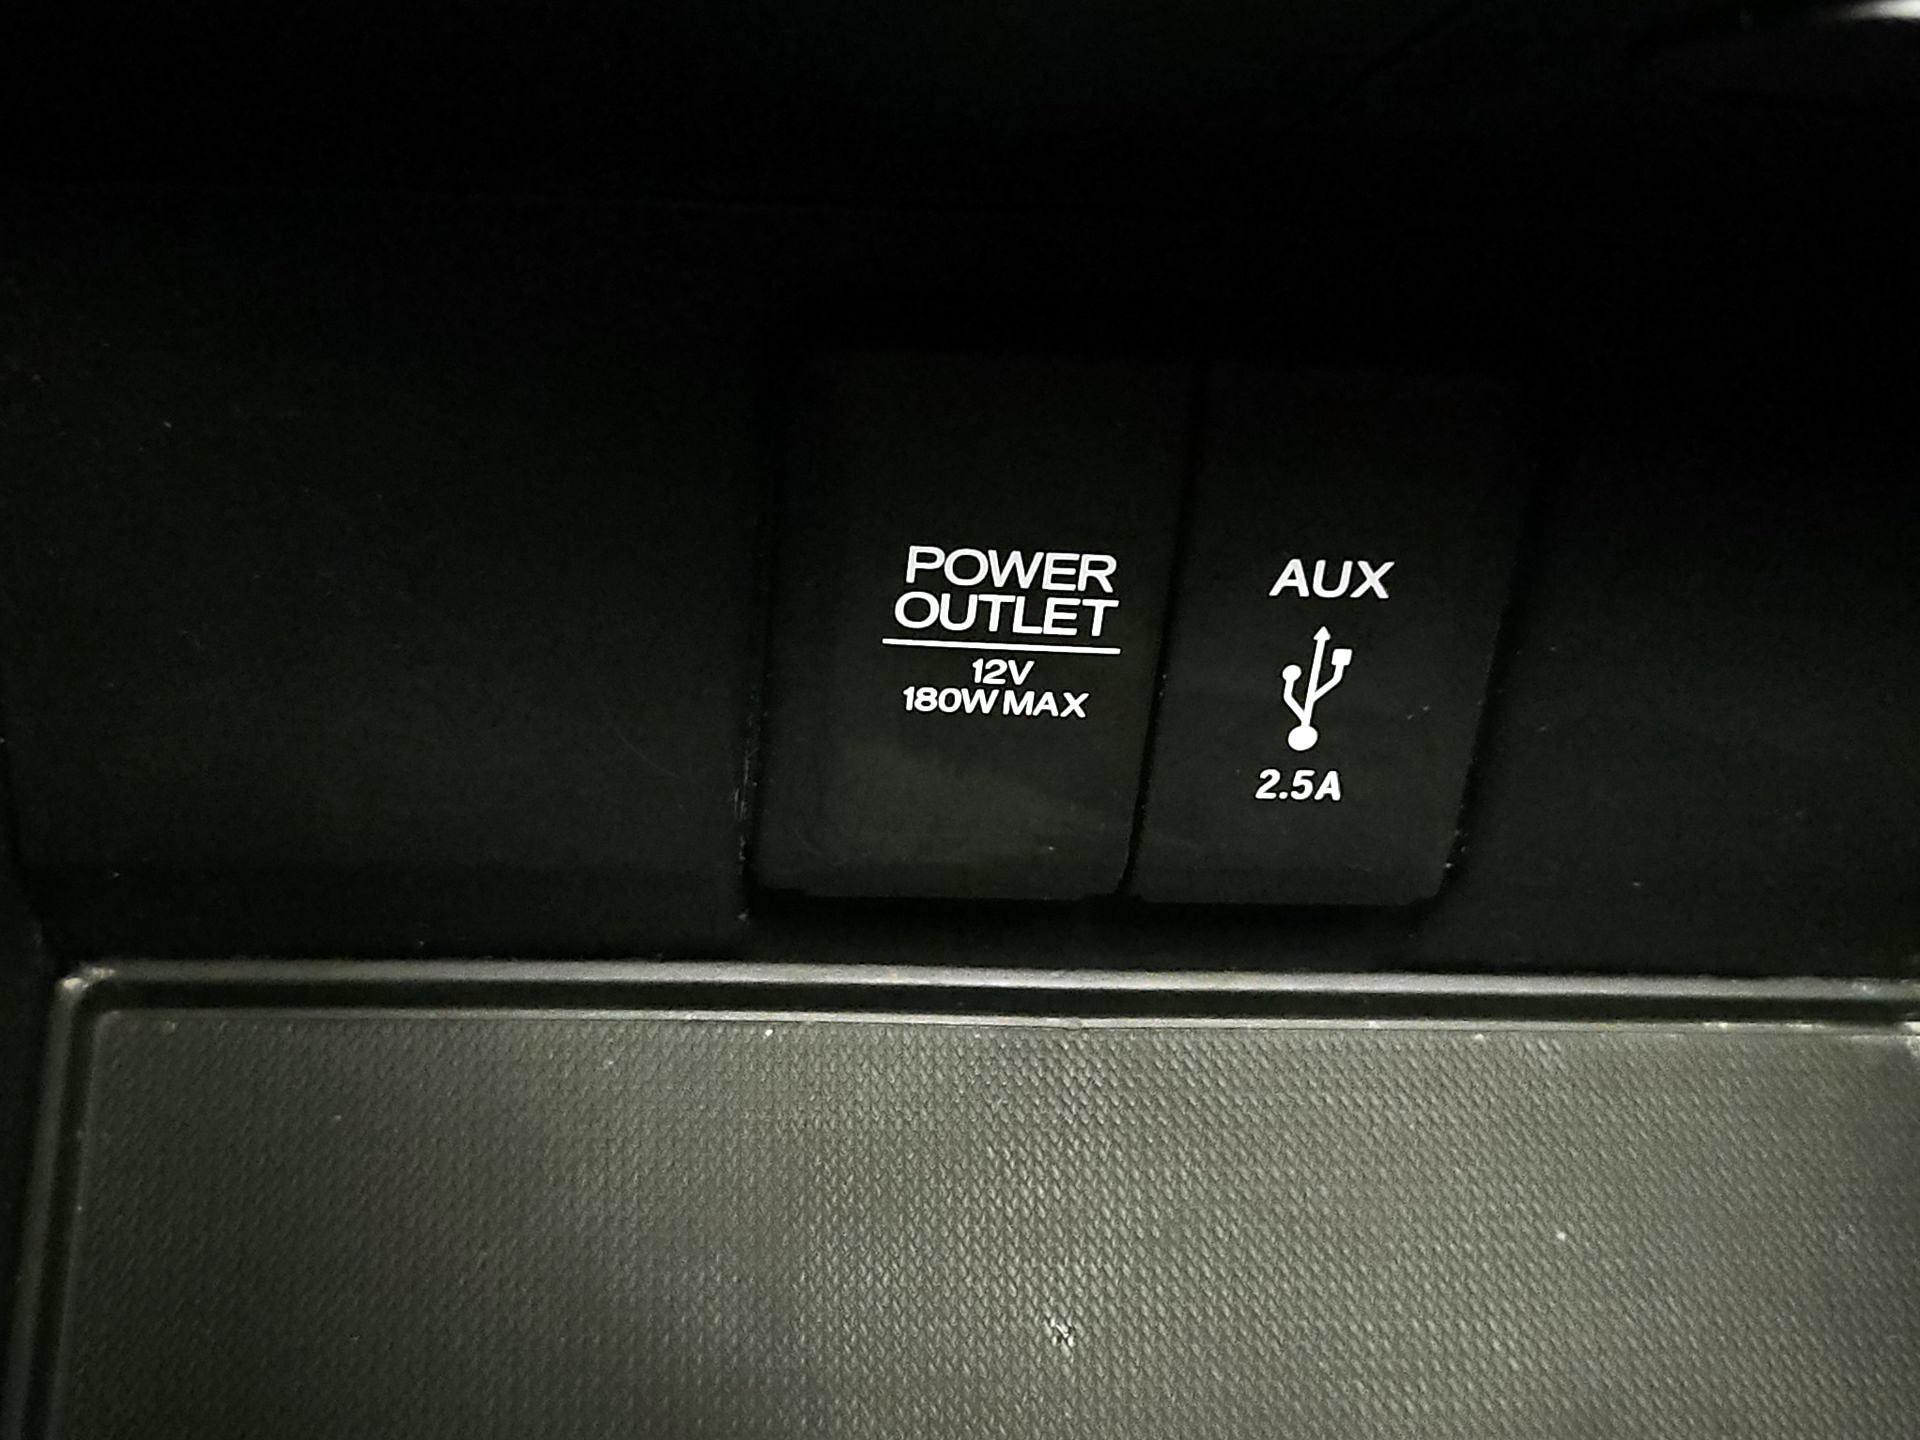 POWER
OUTLET
12V
180W MAX
AUX
2.5A